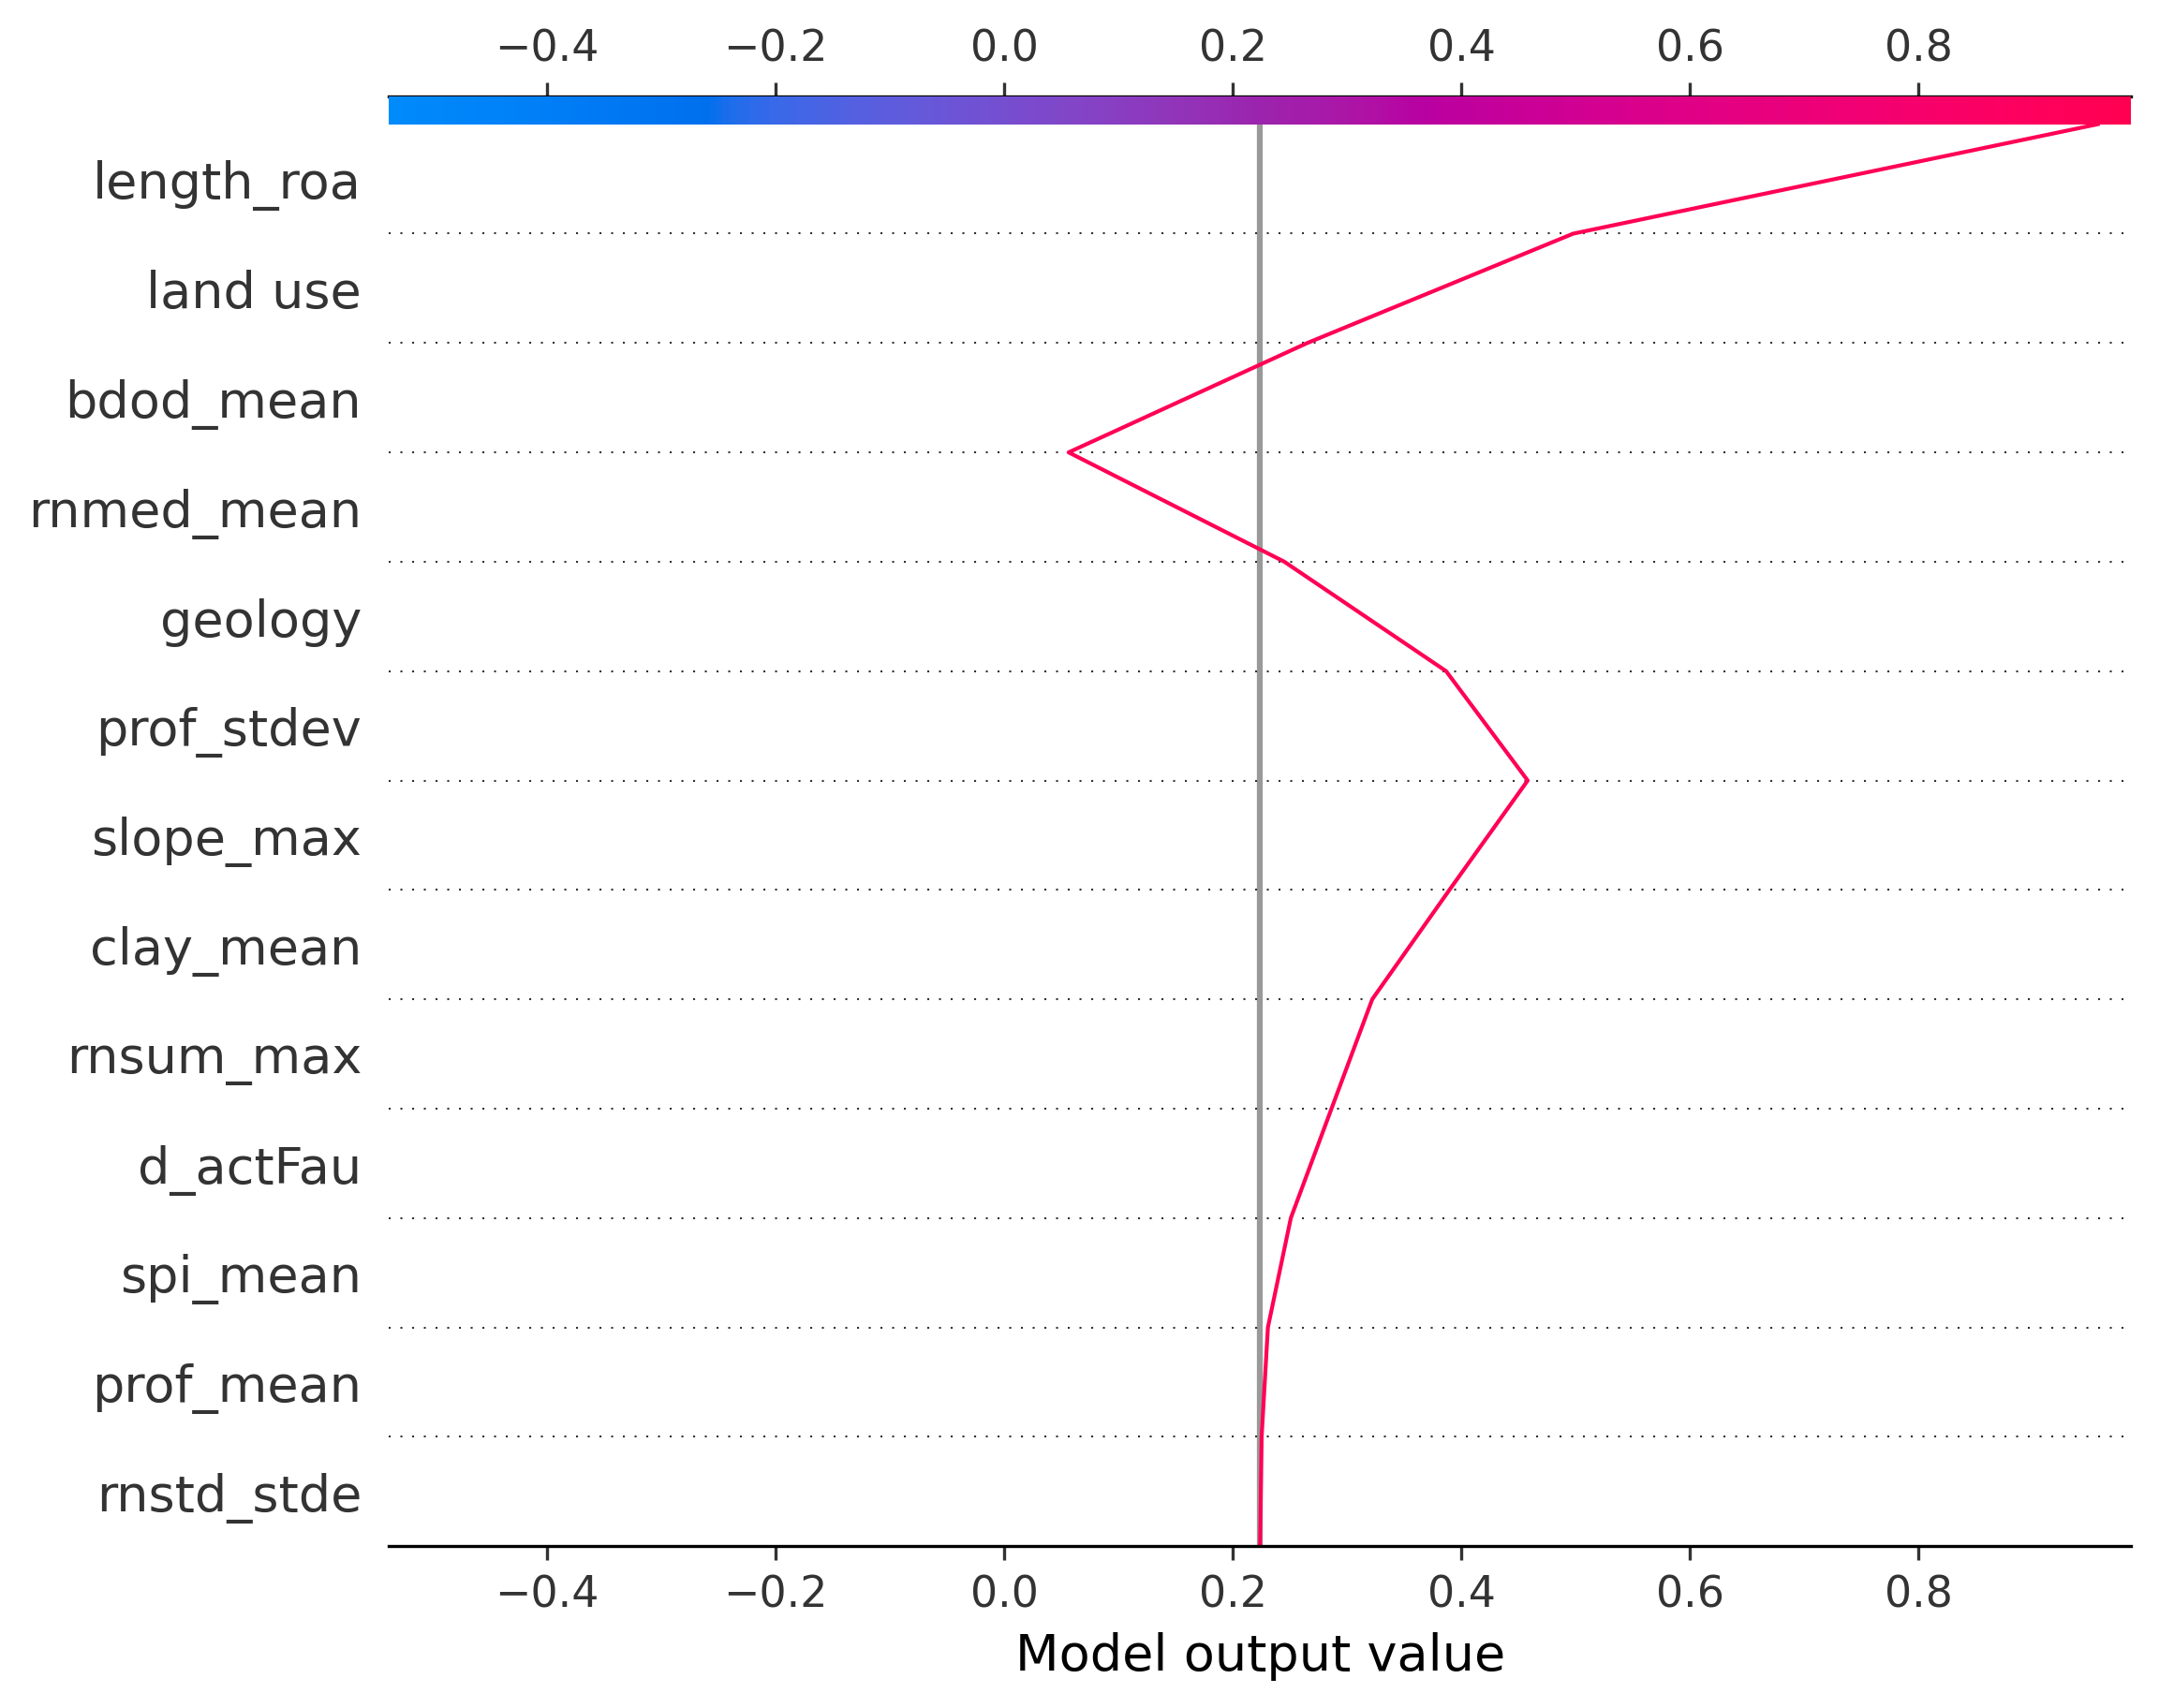 −0.4 −0.2 0.0 0.2 0.4 0.6 0.8
length_roa
land use
bdod_mean
rnmed_mean
geology
prof_stdev
slope_max
clay_mean
rnsum_max
d_actFau
spi_mean
prof_mean
rnstd_stde
−0.4 −0.2 0.0 0.2 0.4 0.6 0.8
Model output value